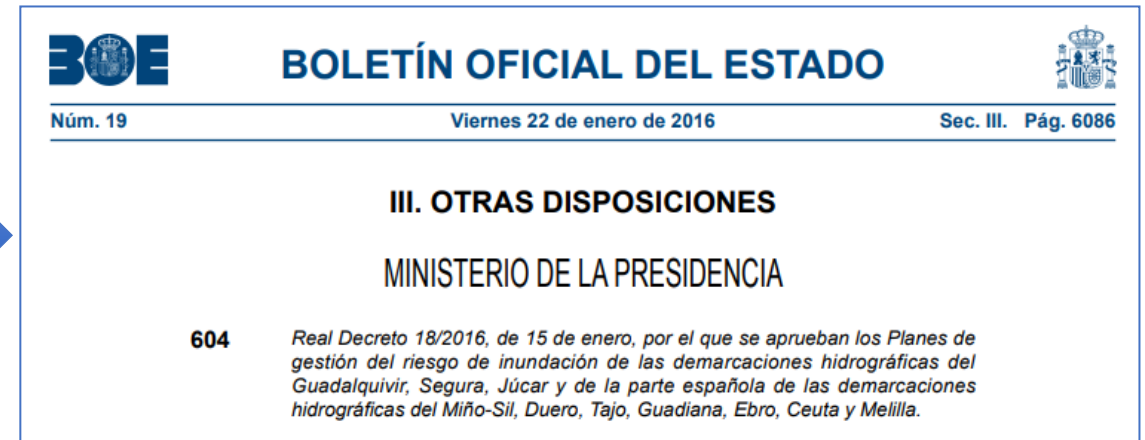 BOE
BOLETÍN OFICIAL DEL ESTADO
Núm. 19 Viernes 22 de enero de 2016 Sec. III. Pág. 6086
III. OTRAS DISPOSICIONES
MINISTERIO DE LA PRESIDENCIA
604 Real Decreto 18/2016, de 15 de enero, por el que se aprueban los Planes de
gestión del riesgo de inundación de las demarcaciones hidrográficas del
Guadalquivir, Segura, Júcar y de la parte española de las demarcaciones
hidrográficas del Miño-Sil, Duero, Tajo, Guadiana, Ebro, Ceuta y Melilla.